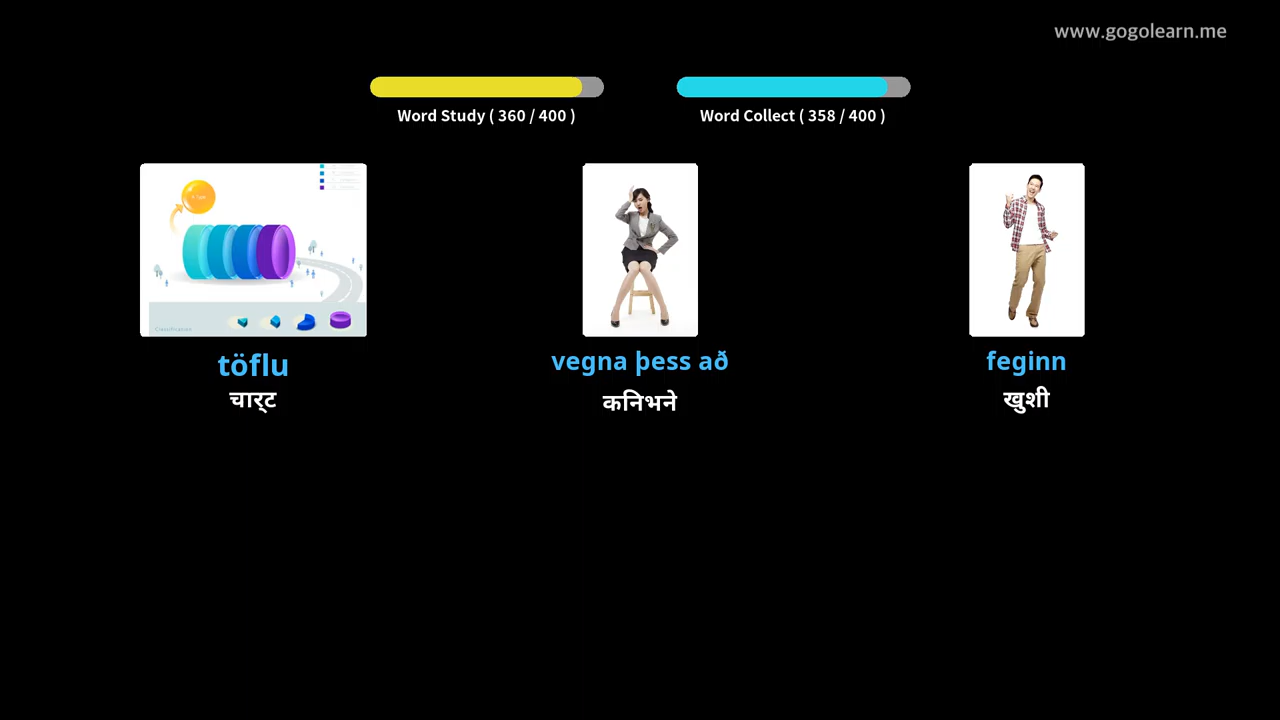 www.gogolearn.me
Word Study ( 360 / 400 )
Word Collect ( 358 / 400 )
töflu
चार्ट
vegna þess að
कनिभने
feginn
खुशी